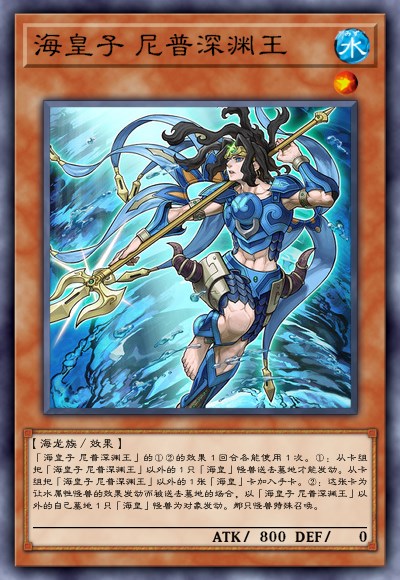 海皇子 尼普深渊王
水
【海龙族／效果】
「海皇子 尼普深渊王」的①②的效果1回合各能使用1次。①：从卡组
把「海皇子 尼普深渊王」以外的1只「海皇」怪兽送去墓地才能发动。从卡
组把「海皇子 尼普深渊王」以外的1张「海皇」卡加入手卡。②：这张卡为
让水属性怪兽的效果发动而被送去墓地的场合，以「海皇子 尼普深渊王」以
外的自己墓地1只「海皇」怪兽为对象发动。那只怪兽特殊召唤。
ATK/ 800 DEF/ 0